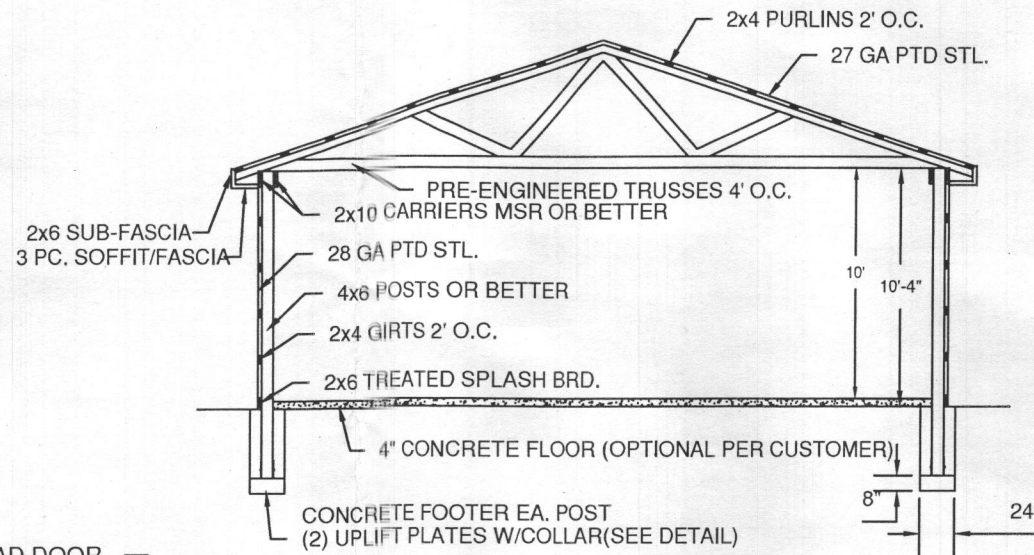 2x4 PURLINS 2' O.C.
27 GA PTD STL.
PRE-ENGINEERED TRUSSES 4' O.C.
2x10 CARRIERS MSR OR BETTER
2x6 SUB-FASCIA
3 PC. SOFFIT/FASCIA
28 GA PTD STL.
10'
10'-4"
4x6 POSTS OR BETTER
2x4 GIRTS 2' O.C.
2x6 TREATED SPLASH BRD.
4" CONCRETE FLOOR (OPTIONAL PER CUSTOMER)
8"
24
CONCRETE FOOTER EA. POST
(2) UPLIFT PLATES W/COLLAR(SEE DETAIL)
AD DOOR